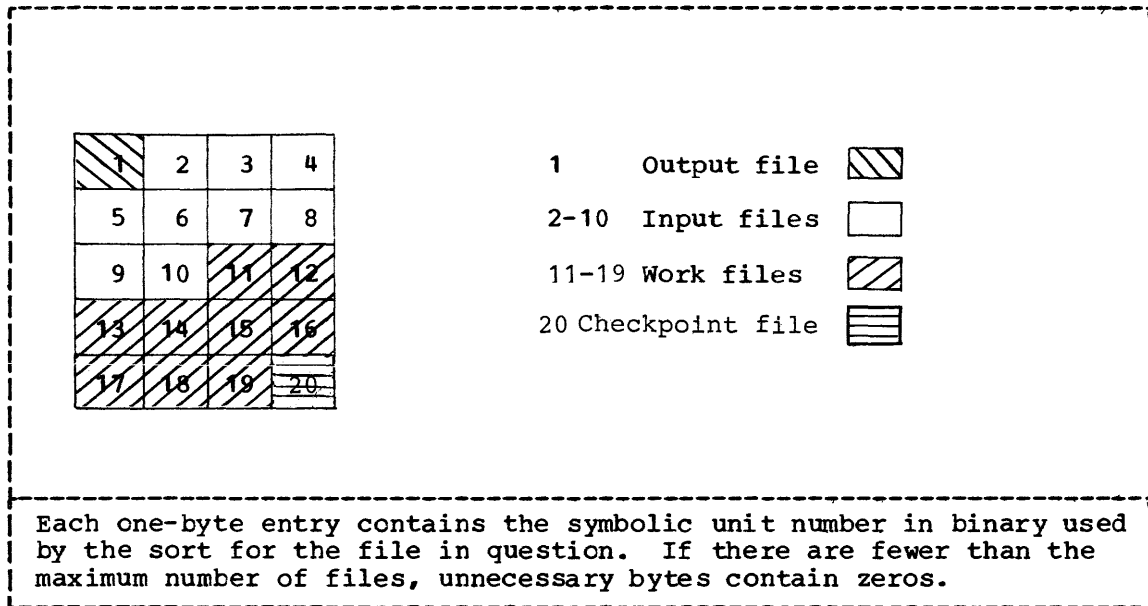 1 2 3 4
5 6 7 8
9 10 11 12
13 14 15 16
17 18 19 20
1 Output file
2-10 Input files
11-19 Work files
20 Checkpoint file
Each one-byte entry contains the symbolic unit number in binary used
by the sort for the file in question. If there are fewer than the
maximum number of files, unnecessary bytes contain zeros.